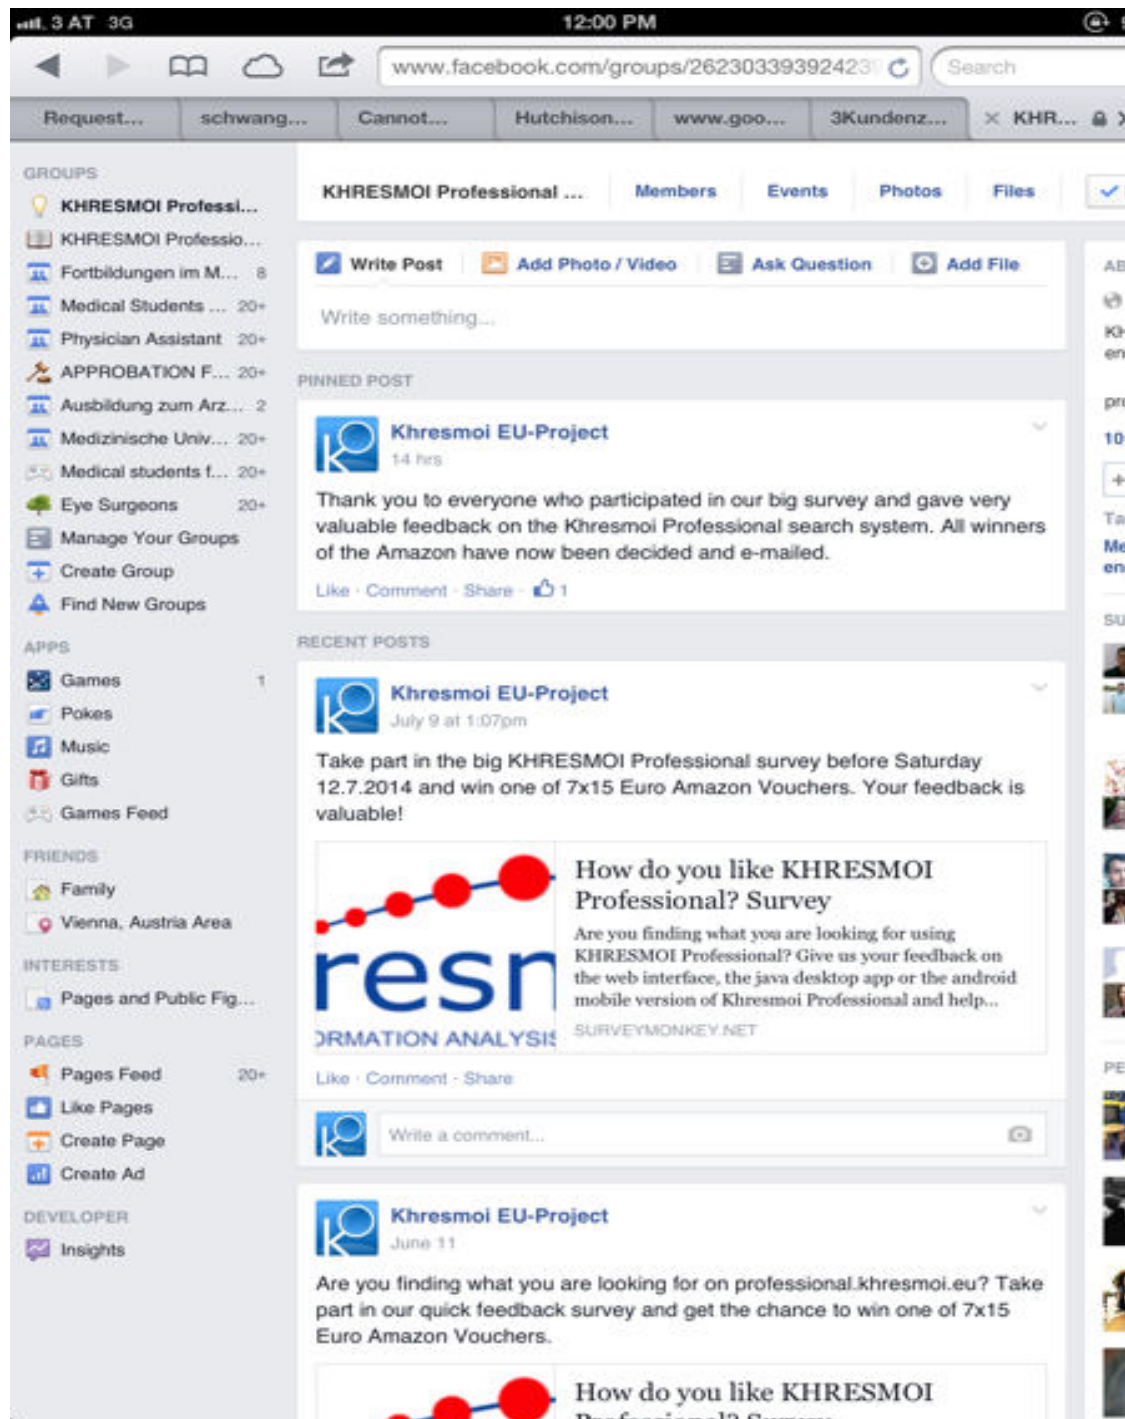 3 AT 3G
12:00 PM
www.facebook.com/groups/26230339392423
Search
Request...
schwang...
Cannot...
Hutchison...
www.goo...
3Kundenz...
KHR...
GROUPS
KHRESMOI Professi...
KHRESMOI Professio...
Fortbildungen im M... 8
Medical Students ... 20+
Physician Assistant 20+
APPROBATION F... 20+
Ausbildung zum Arz... 2
Medizinische Univ... 20+
Medical students f... 20+
Eye Surgeons 20+
Manage Your Groups
Create Group
Find New Groups
APPS
Games 1
Pokes
Music
Gifts
Games Feed
FRIENDS
Family
Vienna, Austria Area
INTERESTS
Pages and Public Fig...
PAGES
Pages Feed 20+
Like Pages
Create Page
Create Ad
DEVELOPER
Insights
KHRESMOI Professional ...
Members
Events
Photos
Files
Write Post
Add Photo / Video
Ask Question
Add File
Write something...
PINNED POST
Khresmoi EU-Project
14 hrs
Thank you to everyone who participated in our big survey and gave very
valuable feedback on the Khresmoi Professional search system. All winners
of the Amazon have now been decided and e-mailed.
Like · Comment · Share · 1
RECENT POSTS
Khresmoi EU-Project
July 9 at 1:07pm
Take part in the big KHRESMOI Professional survey before Saturday
12.7.2014 and win one of 7x15 Euro Amazon Vouchers. Your feedback is
valuable!
resm
ORMATION ANALYSIS
How do you like KHRESMOI
Professional? Survey
Are you finding what you are looking for using
KHRESMOI Professional? Give us your feedback on
the web interface, the java desktop app or the android
mobile version of Khresmoi Professional and help...
SURVEYMONKEY.NET
Like · Comment · Share
Write a comment...
Khresmoi EU-Project
June 11
Are you finding what you are looking for on professional.khresmoi.eu? Take
part in our quick feedback survey and get the chance to win one of 7x15
Euro Amazon Vouchers.
How do you like KHRESMOI
Professional? Survey
AB
KH
en
pro
10
Ta
Me
en
SU
PE